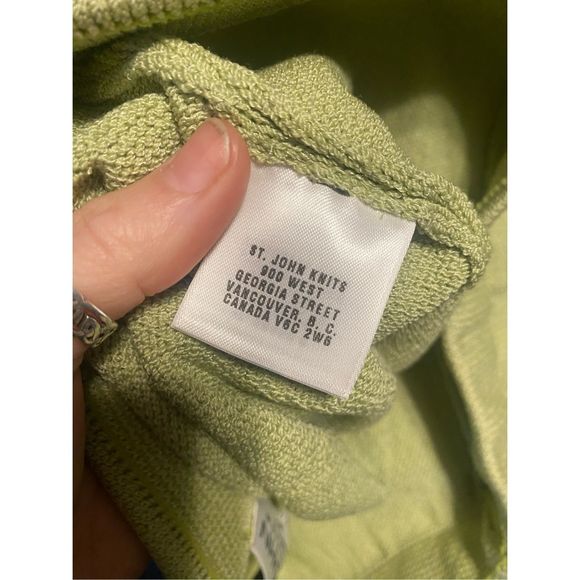 ST. JOHN KNITS
900 WEST
GEORGIA STREET
VANCOUVER, B. C.
CANADA V6C 2W6